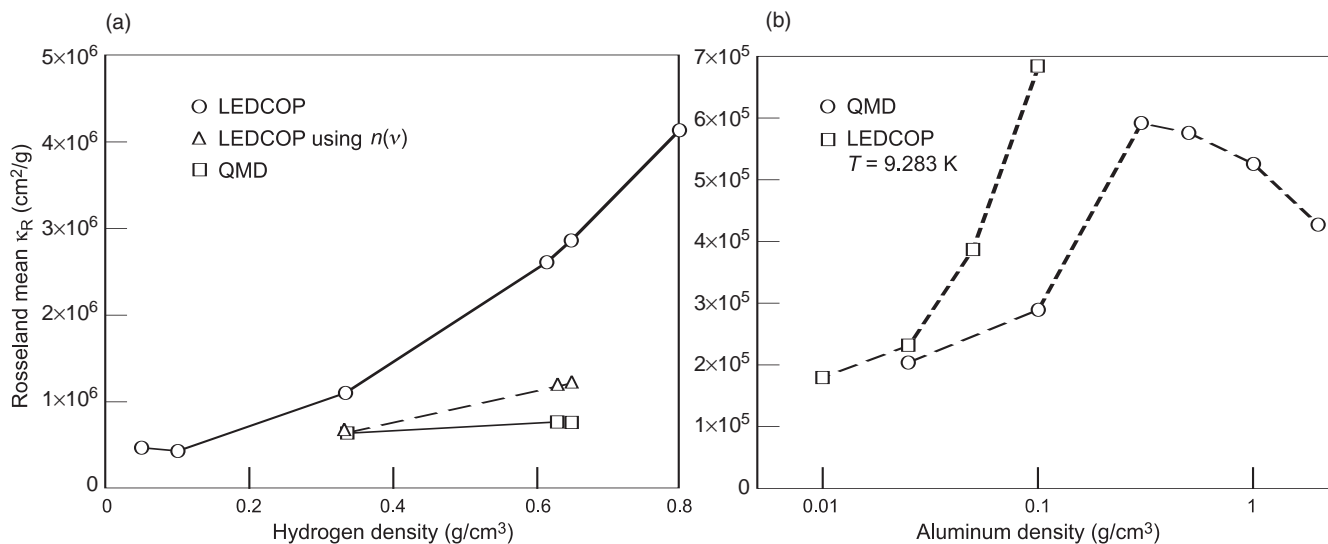 (a)
5×10⁶
4×10⁶
3×10⁶
2×10⁶
1×10⁶
0
Rosseland mean κR (cm²/g)
LEDCOP
LEDCOP using n(ν)
QMD
0
0.2
0.4
0.6
0.8
Hydrogen density (g/cm³)
(b)
7×10⁵
6×10⁵
5×10⁵
4×10⁵
3×10⁵
2×10⁵
1×10⁵
0
QMD
LEDCOP
T = 9.283 K
0.01
0.1
1
Aluminum density (g/cm³)